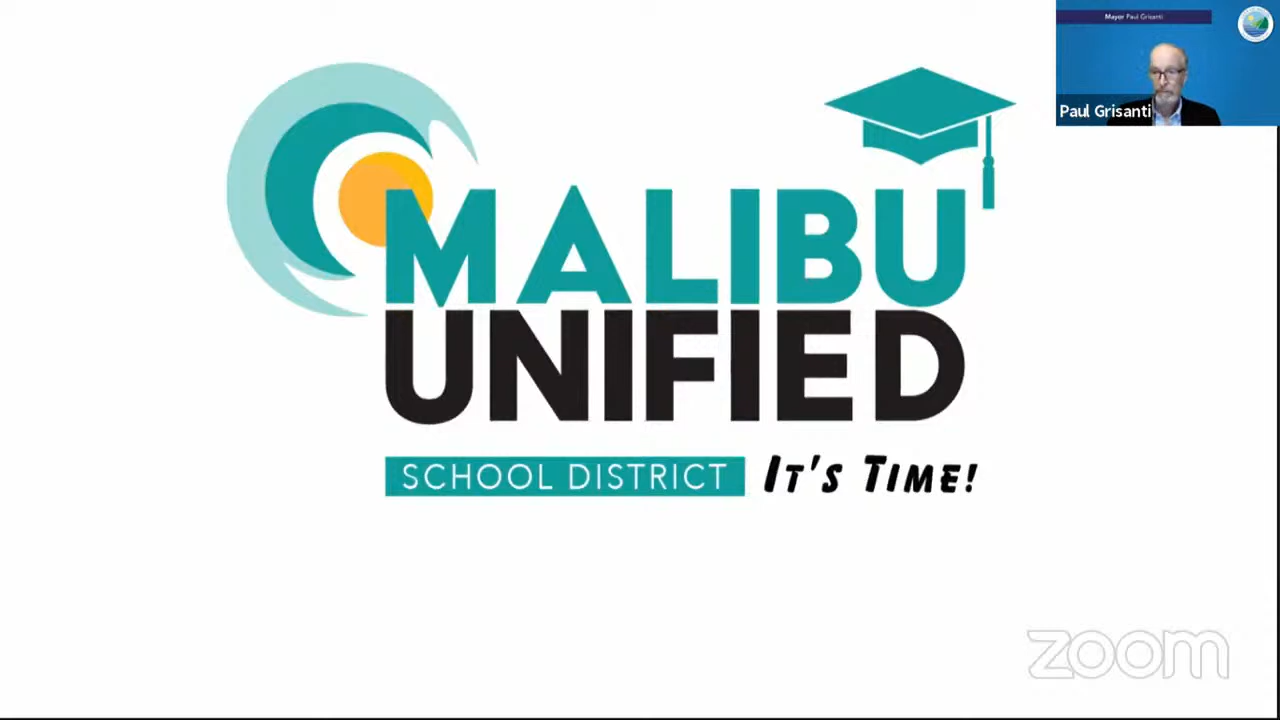 Mayor Paul Grisanti
Paul Grisanti
MALIBU
UNIFIED
SCHOOL DISTRICT IT'S TIME!
zoom